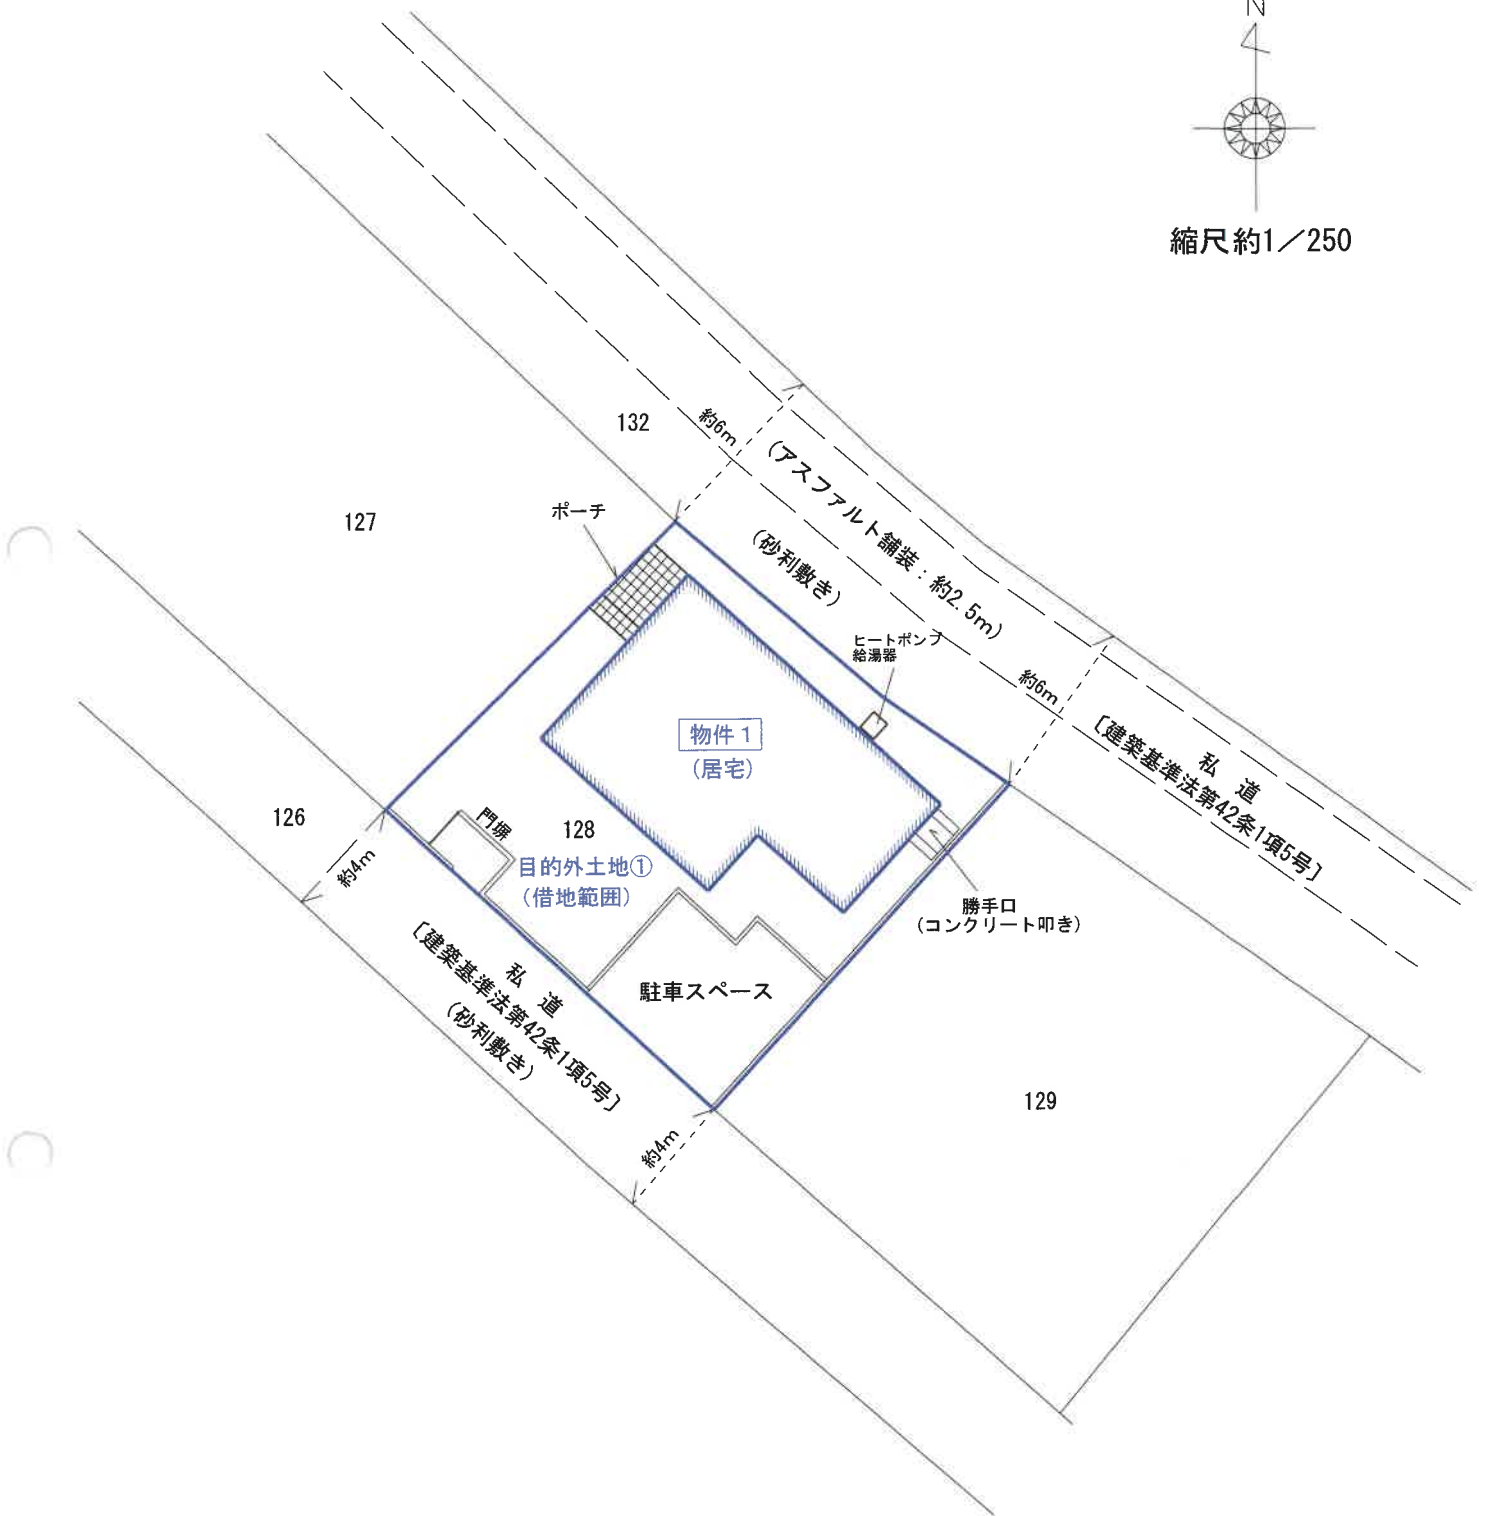 N
縮尺約1／250
132
約6m
(アスファルト舗装：約2.5m)
127
ポーチ
(砂利敷き)
ヒートポンプ
給湯器
約6m
私　道
〔建築基準法第42条1項5号〕
物件１
(居宅)
126
門塀
128
約4m
目的外土地①
(借地範囲)
勝手口
(コンクリート叩き)
私　道
〔建築基準法第42条1項5号〕
(砂利敷き)
駐車スペース
129
約4m